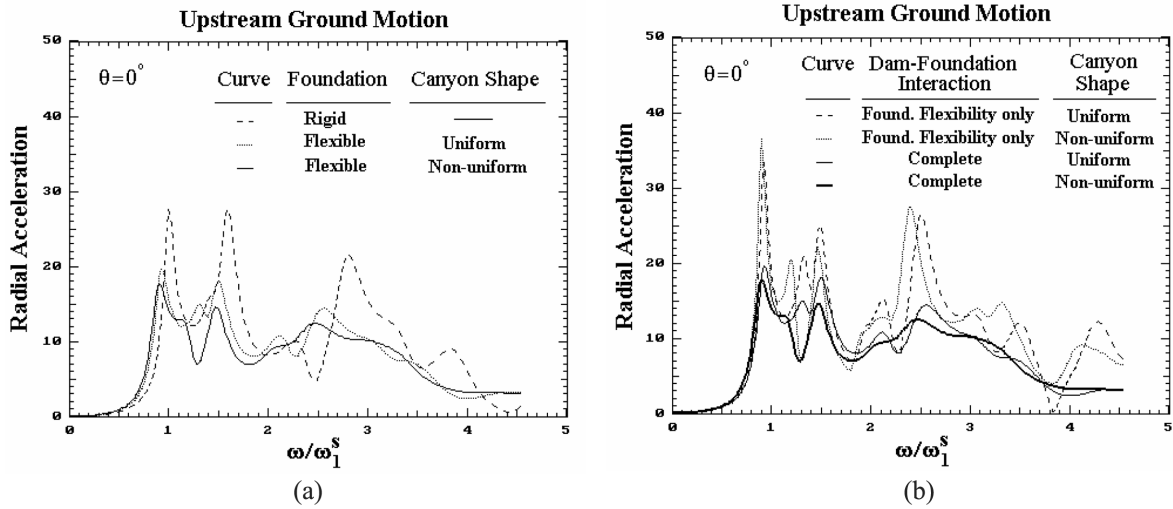 Upstream Ground Motion
50
40
30
20
10
0
Radial Acceleration
θ=0°
Curve Foundation Canyon Shape
Rigid
Flexible Uniform
Flexible Non-uniform
0 1 2 3 4 5
ω/ω₁ˢ
(a)
Upstream Ground Motion
50
40
30
20
10
0
Radial Acceleration
θ=0°
Curve Dam-Foundation Canyon
Interaction Shape
Found. Flexibility only Uniform
Found. Flexibility only Non-uniform
Complete Uniform
Complete Non-uniform
0 1 2 3 4 5
ω/ω₁ˢ
(b)